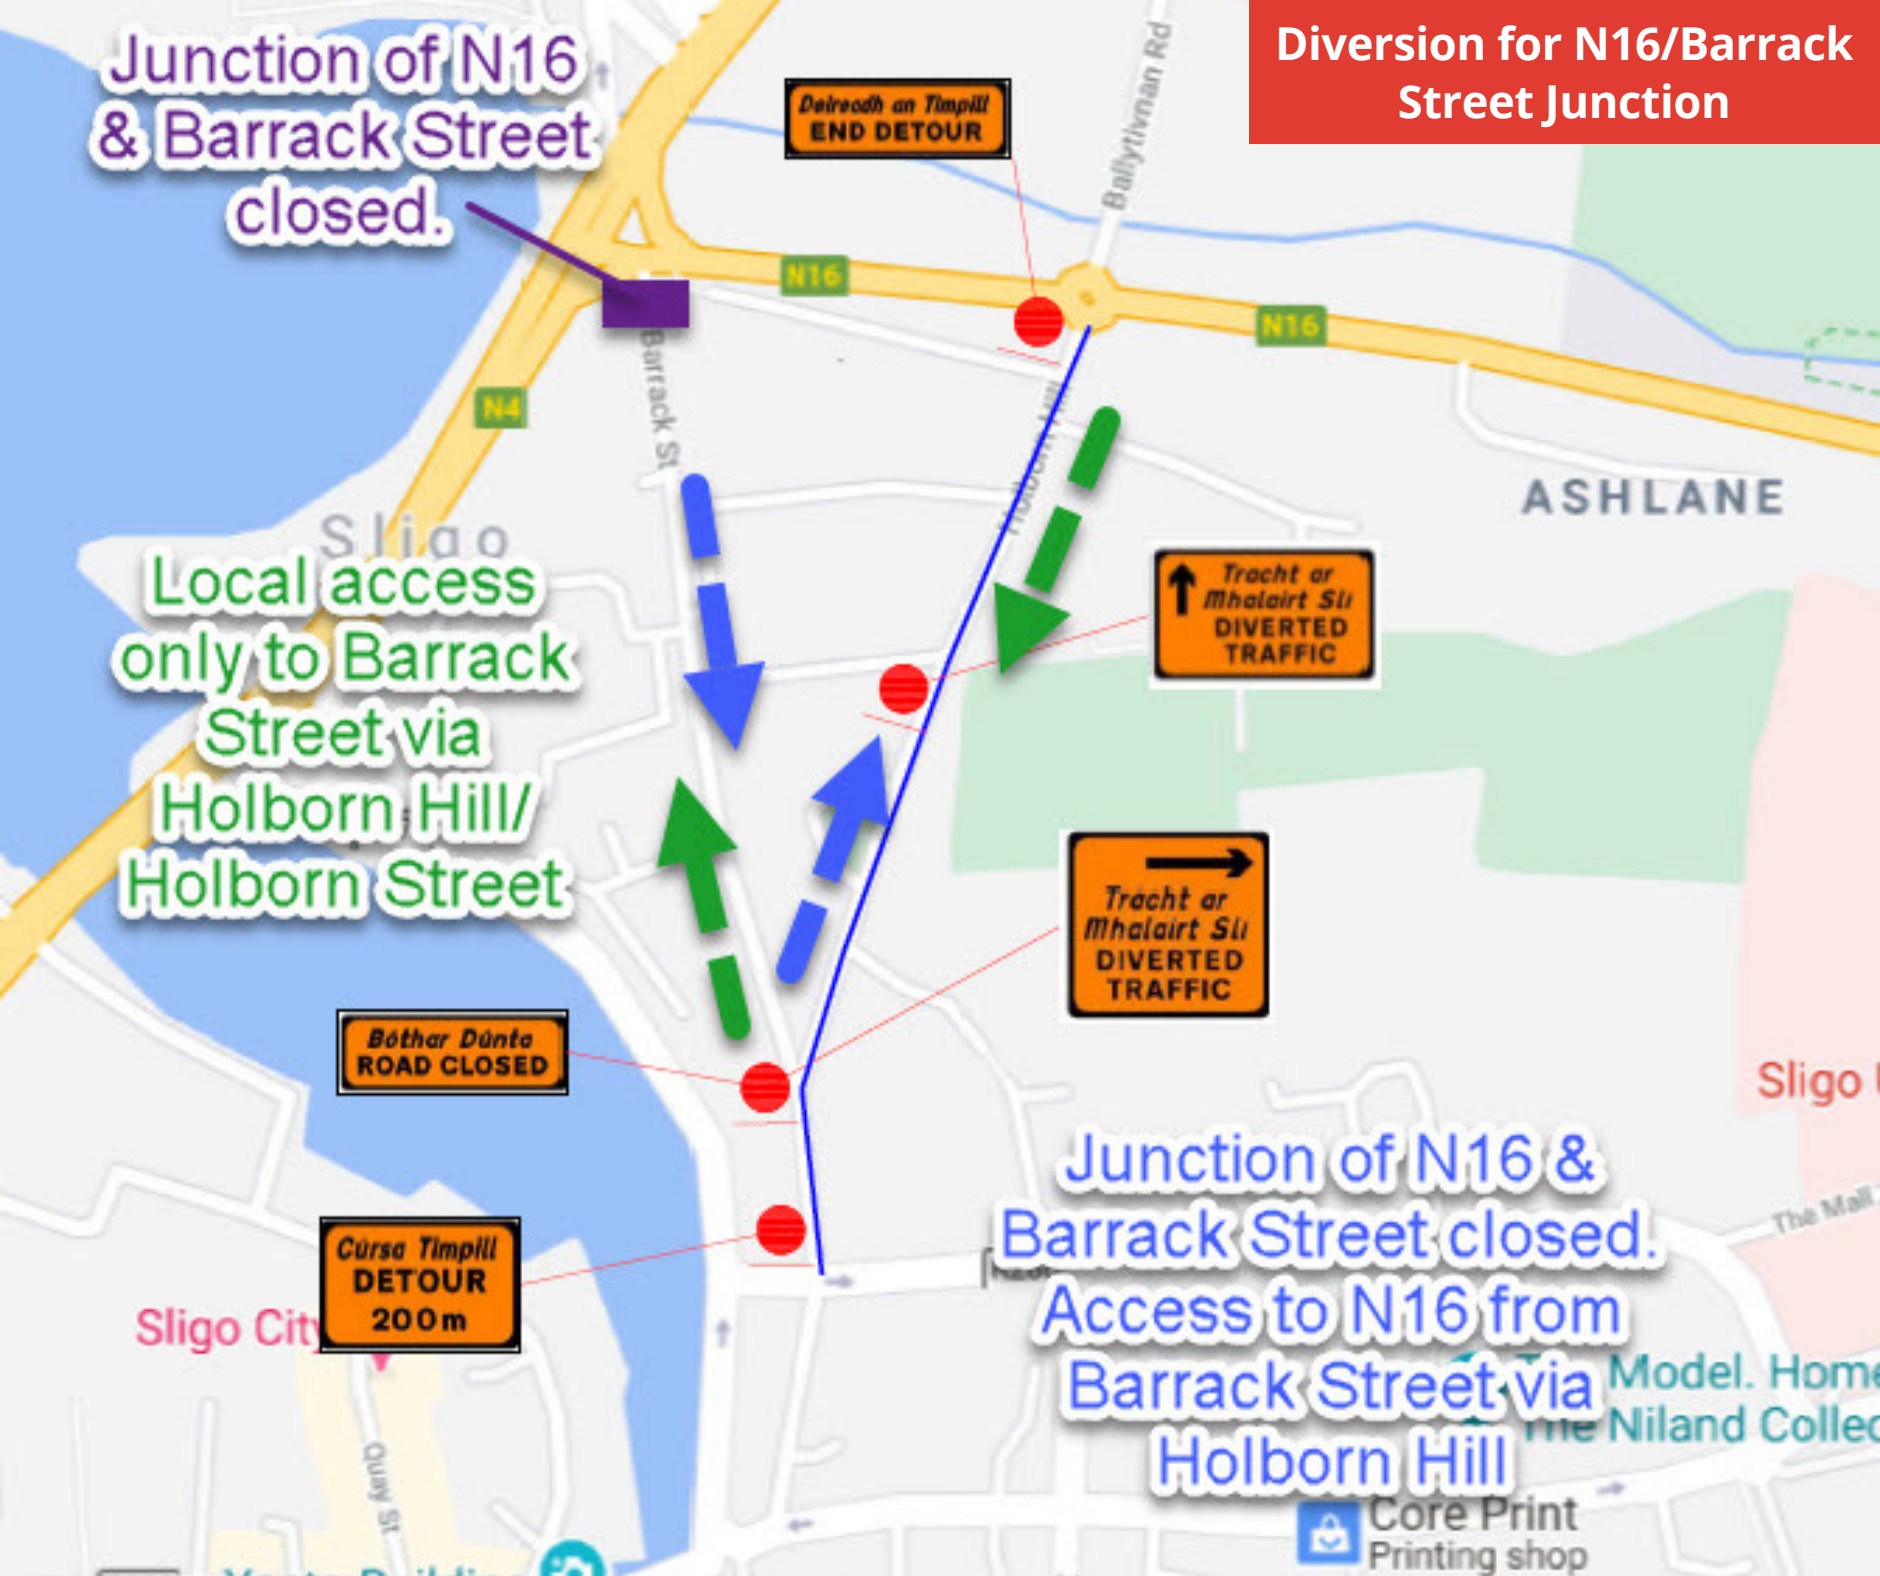 Diversion for N16/Barrack
Street Junction
Junction of N16
& Barrack Street
closed.
Deireadh an Timpill
END DETOUR
Ballytivnan Rd
N16
N16
N4
Barrack St
Holborn Hill
Sligo
ASHLANE
Local access
only to Barrack
Street via
Holborn Hill/
Holborn Street
Tracht ar
Mhalairt Slí
DIVERTED
TRAFFIC
Trácht ar
Mhalairt Slí
DIVERTED
TRAFFIC
Bóthar Dúnta
ROAD CLOSED
Cúrsa Timpill
DETOUR
200m
Sligo
Junction of N16 &
Barrack Street closed.
Access to N16 from
Barrack Street via
Holborn Hill
The Mall
Sligo City
Model. Home
The Niland Collec
Quay St
Core Print
Printing shop